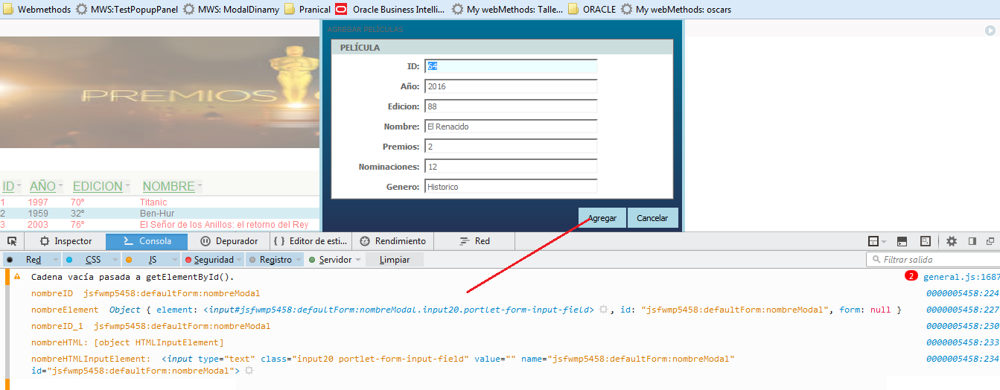 Webmethods MWS:TestPopupPanel MWS: ModalDinamy Pranical Oracle Business Intelli... My webMethods: Talle... ORACLE My webMethods: oscars
AGREGAR PELÍCULAS
PELÍCULA
ID: 64
Año: 2016
Edicion: 88
Nombre: El Renacido
Premios: 2
Nominaciones: 12
Genero: Historico
Agregar Cancelar
PREMIOS
ID AÑO EDICION NOMBRE
1 1997 70º Titanic
2 1959 32º Ben-Hur
3 2003 76º El Señor de los Anillos: el retorno del Rey
Inspector Consola Depurador { } Editor de esti... Rendimiento Red
Red CSS JS Seguridad Registro Servidor Limpiar Filtrar salida
Cadena vacía pasada a getElementById(). 2 general.js:1687
nombreID jsfwmp5458:defaultForm:nombreModal 0000005458:224
nombreElement Object { element: <input#jsfwmp5458:defaultForm:nombreModal.input20.portlet-form-input-field> , id: "jsfwmp5458:defaultForm:nombreModal", form: null } 0000005458:227
nombreID_1 jsfwmp5458:defaultForm:nombreModal 0000005458:230
nombreHTML: [object HTMLInputElement] 0000005458:233
nombreHTMLInputElement: <input type="text" class="input20 portlet-form-input-field" value="" name="jsfwmp5458:defaultForm:nombreModal" 0000005458:234
id="jsfwmp5458:defaultForm:nombreModal">